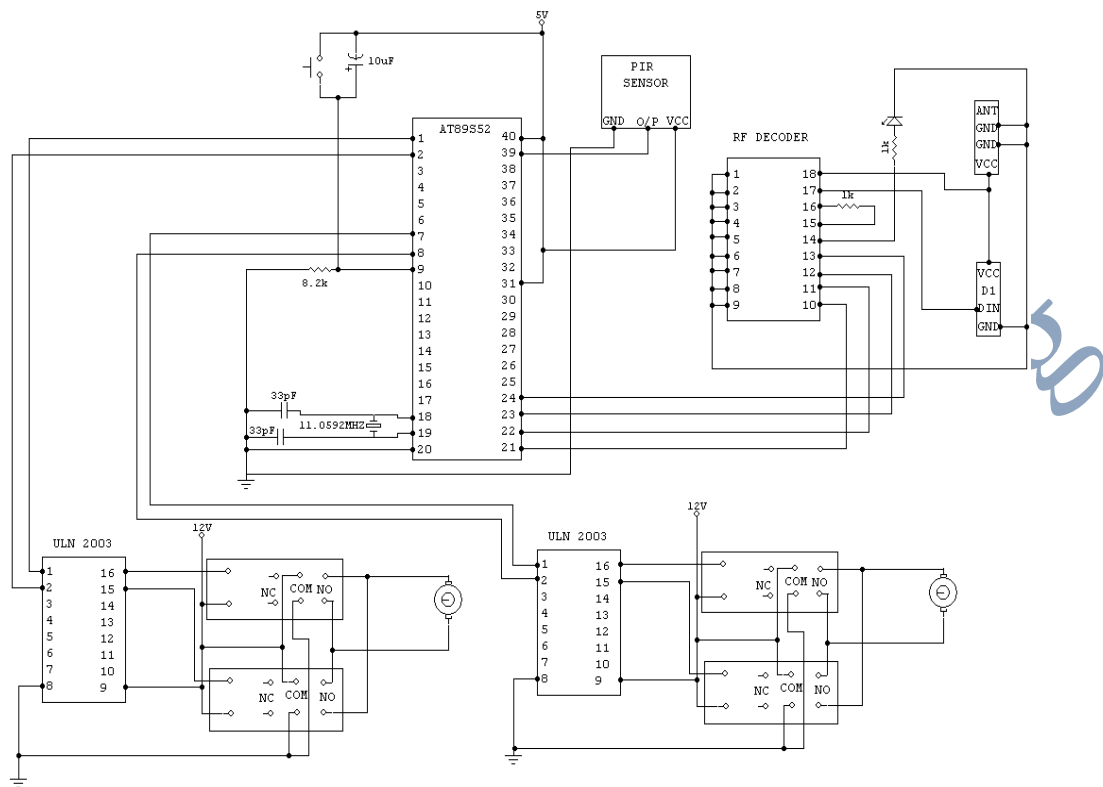 5V
10uF
PIR
SENSOR
GND O/P VCC
AT89S52
1 40
2 39
3 38
4 37
5 36
6 35
7 34
8 33
9 32
10 31
11 30
12 29
13 28
14 27
15 26
16 25
17 24
18 23
19 22
20 21
8.2k
33pF
33pF
11.0592MHZ
RF DECODER
1 18
2 17
3 16
4 15
5 14
6 13
7 12
8 11
9 10
1k
1k
ANT
GND
GND
VCC
VCC
D1
DIN
GND
12V
ULN 2003
1 16
2 15
3 14
4 13
5 12
6 11
7 10
8 9
NC COM NO
NC COM NO
12V
ULN 2003
1 16
2 15
3 14
4 13
5 12
6 11
7 10
8 9
NC COM NO
NC COM NO